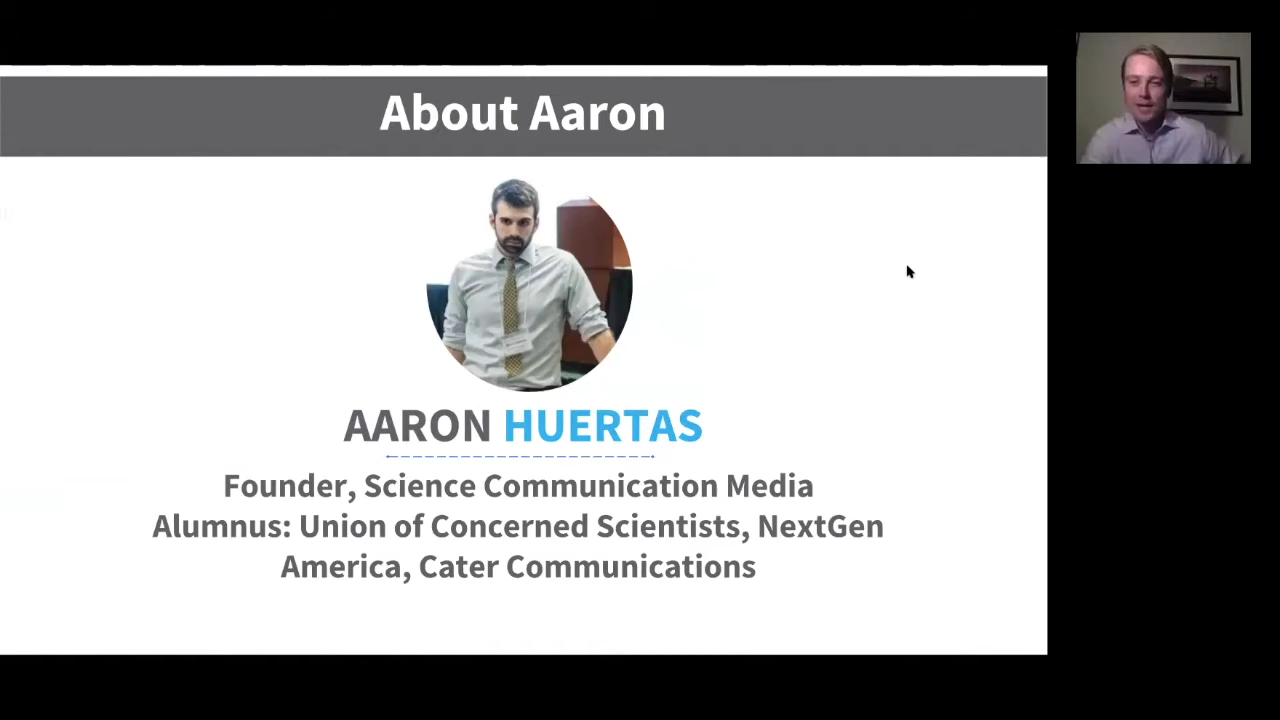 About Aaron
AARON HUERTAS
Founder, Science Communication Media
Alumnus: Union of Concerned Scientists, NextGen
America, Cater Communications